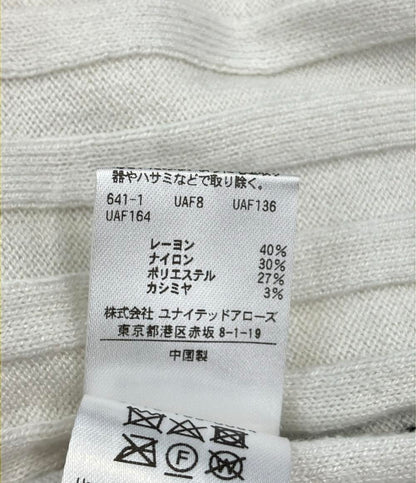 器やハサミなどで取り除く。
641-1 UAF8 UAF136
UAF164
レーヨン 40%
ナイロン 30%
ポリエステル 27%
カシミヤ 3%
株式会社 ユナイテッドアローズ
東京都港区赤坂 8-1-19
中国製
F
W